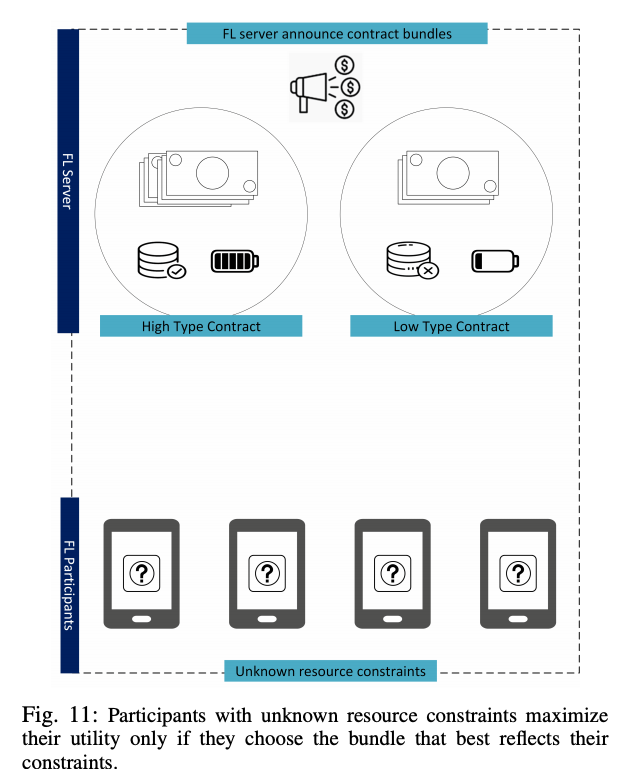 FL server announce contract bundles
$
$
$
FL Server
High Type Contract
Low Type Contract
FL Participants
?
?
?
?
Unknown resource constraints
Fig. 11: Participants with unknown resource constraints maximize
their utility only if they choose the bundle that best reflects their
constraints.